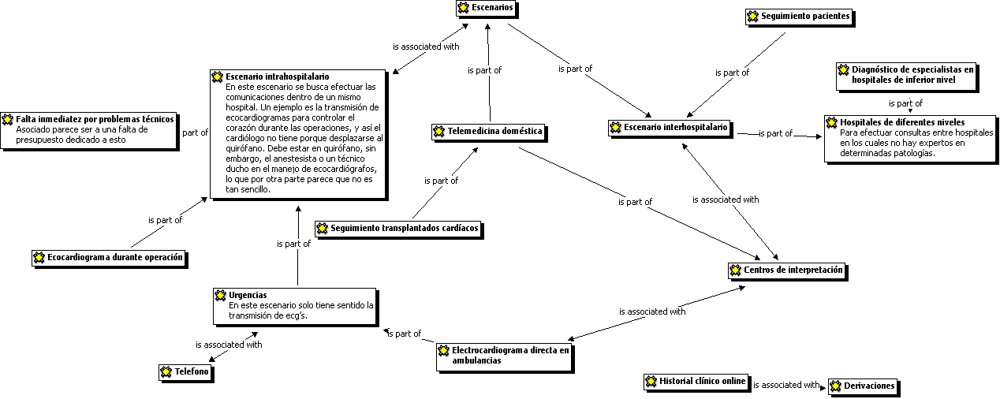 Escenarios
Seguimiento pacientes
is associated with
is part of
is part of
is part of
Diagnóstico de especialistas en
hospitales de inferior nivel
is part of
Escenario intrahospitalario
En este escenario se busca efectuar las
comunicaciones dentro de un mismo
hospital. Un ejemplo es la transmisión de
ecocardiogramas para controlar el
corazón durante las operaciones, y así el
cardiólogo no tiene porque desplazarse al
quirófano. Debe estar en quirófano, sin
embargo, el anestesista o un técnico
ducho en el manejo de ecocardiógrafos,
lo que por otra parte parece que no es
tan sencillo.
Falta inmediatez por problemas técnicos
Asociado parece ser a una falta de
presupuesto dedicado a esto
part of
Telemedicina doméstica
Escenario interhospitalario
is part of
Hospitales de diferentes niveles
Para efectuar consultas entre hospitales
en los cuales no hay expertos en
determinadas patologías.
is part of
is part of
is associated with
is part of
Seguimiento transplantados cardíacos
is part of
Ecocardiograma durante operación
Centros de interpretación
Urgencias
En este escenario solo tiene sentido la
transmisión de ecg's.
is associated with
is part of
is associated with
Electrocardiograma directa en
ambulancias
Telefono
Historial clínico online
is associated with
Derivaciones